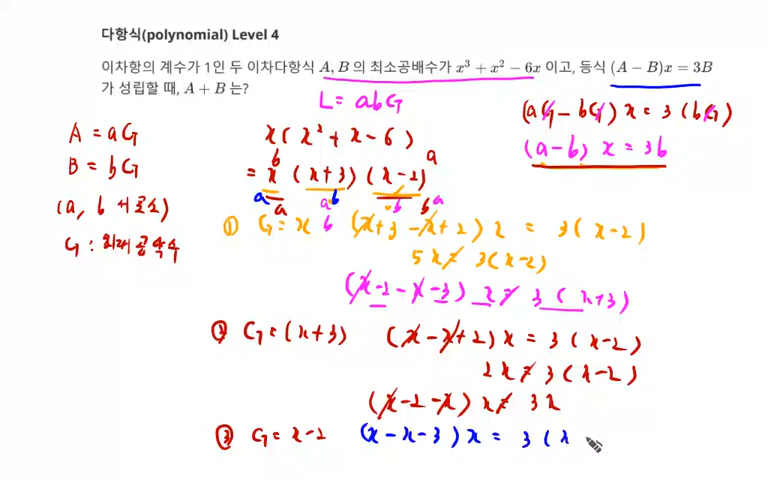 다항식(polynomial) Level 4
이차항의 계수가 1인 두 이차다항식 A, B 의 최소공배수가 x³ + x² − 6x 이고, 등식 (A − B)x = 3B
가 성립할 때, A + B 는?
L = abG
(aG − bG) x = 3 (bG)
A = aG
x(x² + x − 6)
(a − b) x = 3b
B = bG
b a
= x (x+3) (x−2)
a a a b b b a
(a, b 서로소)
① G = x b (x+3 − x+2) x = 3(x−2)
G : 최대공약수
5x ≠ 3(x−2)
(x−2 − x−3) x ≠ 3 (x+3)
② G = (x+3) (x − x+2) x = 3 (x−2)
2x ≠ 3(x−2)
(x−2−x) x ≠ 3x
③ G = x−2 (x − x − 3) x = 3 (x